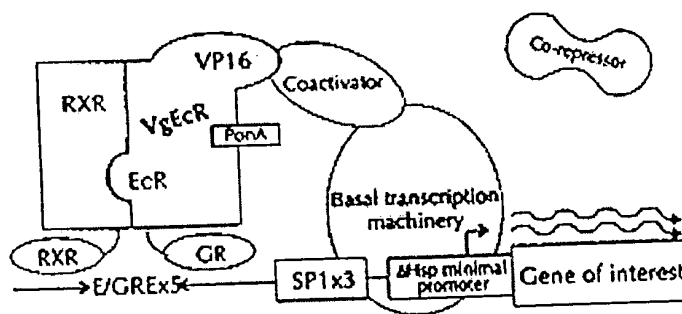 VP16
Co-repressor
Coactivator
RXR
VgEcR
PonA
EcR
Basal transcription
machinery
RXR
GR
E/GREx5
SP1x3
ΔHsp minimal
promoter
Gene of interest